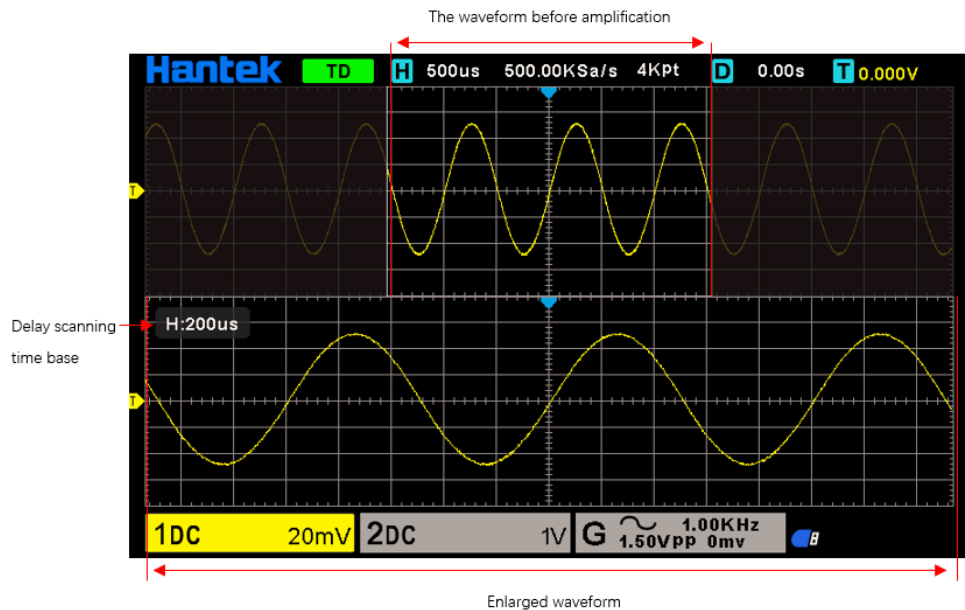 The waveform before amplification
Hantek TD H 500us 500.00KSa/s 4Kpt D 0.00s T 0.000V
T
Delay scanning
time base
H:200us
T
1DC 20mV 2DC 1V G 1.00KHz
1.50Vpp 0mv
Enlarged waveform